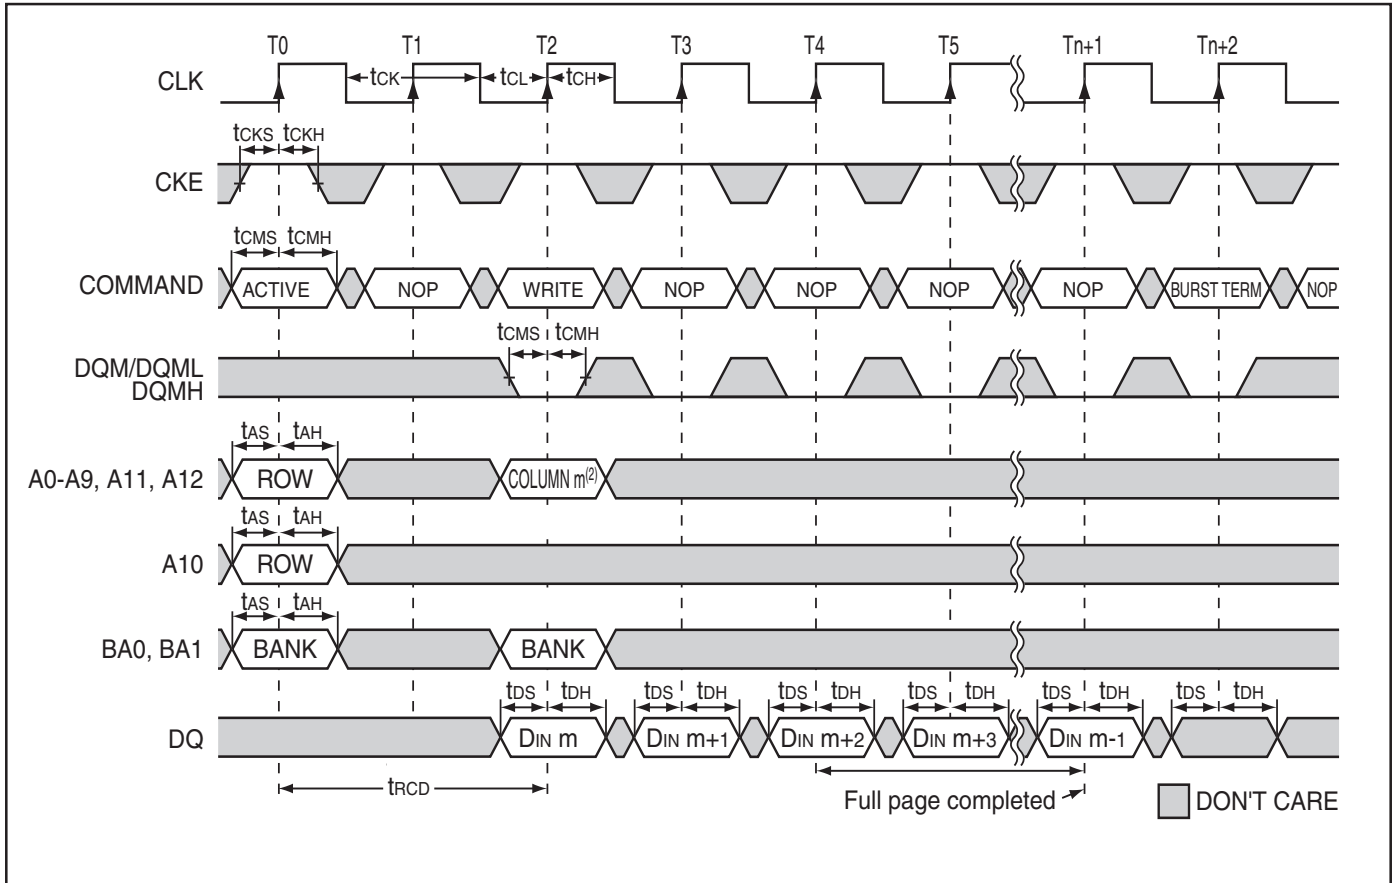 T0 T1 T2 T3 T4 T5 Tn+1 Tn+2
CLK
tCK tCL tCH
tCKS tCKH
CKE
tCMS tCMH
COMMAND ACTIVE NOP WRITE NOP NOP NOP NOP BURST TERM NOP
tCMS tCMH
DQM/DQML
DQMH
tAS tAH
A0-A9, A11, A12 ROW COLUMN m(2)
tAS tAH
A10 ROW
tAS tAH
BA0, BA1 BANK BANK
tDS tDH tDS tDH tDS tDH tDS tDH tDS tDH tDS tDH
DQ DIN m DIN m+1 DIN m+2 DIN m+3 DIN m-1
tRCD
Full page completed
DON'T CARE